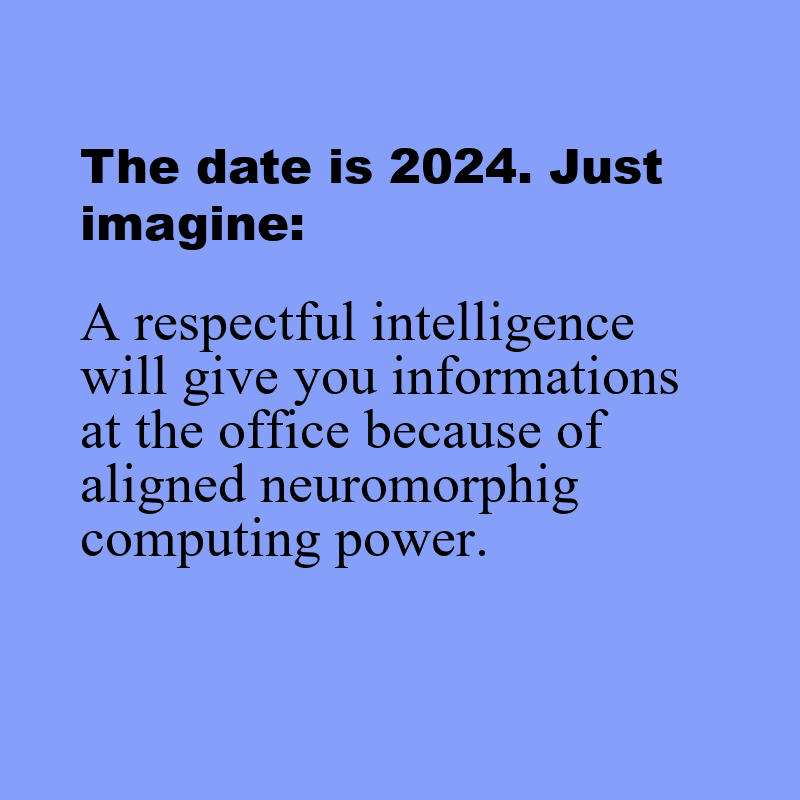 The date is 2024. Just
imagine:
A respectful intelligence
will give you informations
at the office because of
aligned neuromorphig
computing power.